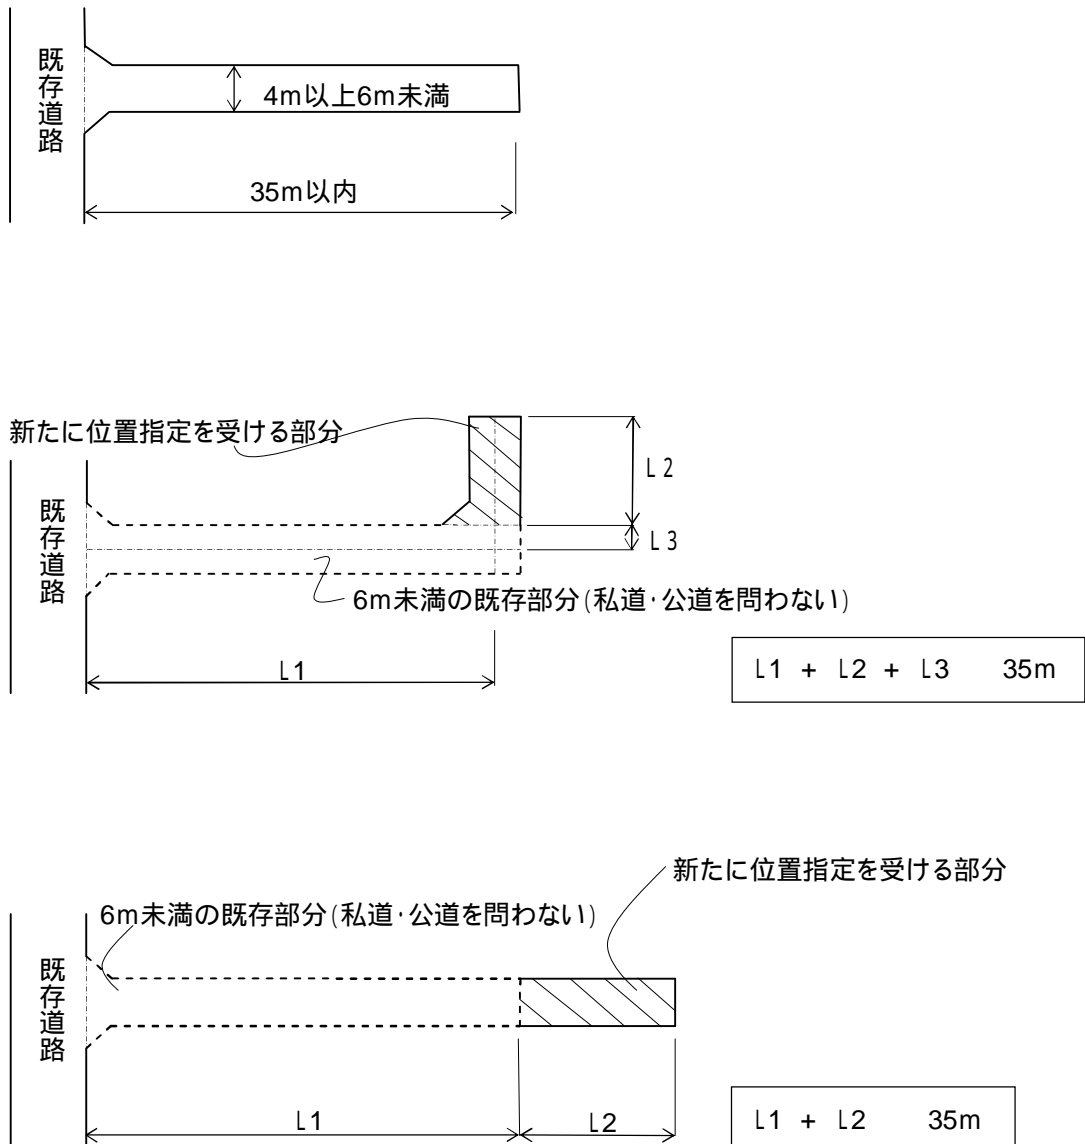 既存道路
4m以上6m未満
35m以内
新たに位置指定を受ける部分
L2
既存道路
L3
6m未満の既存部分(私道・公道を問わない)
L1
L1 + L2 + L3 35m
新たに位置指定を受ける部分
6m未満の既存部分(私道・公道を問わない)
既存道路
L1
L2
L1 + L2 35m